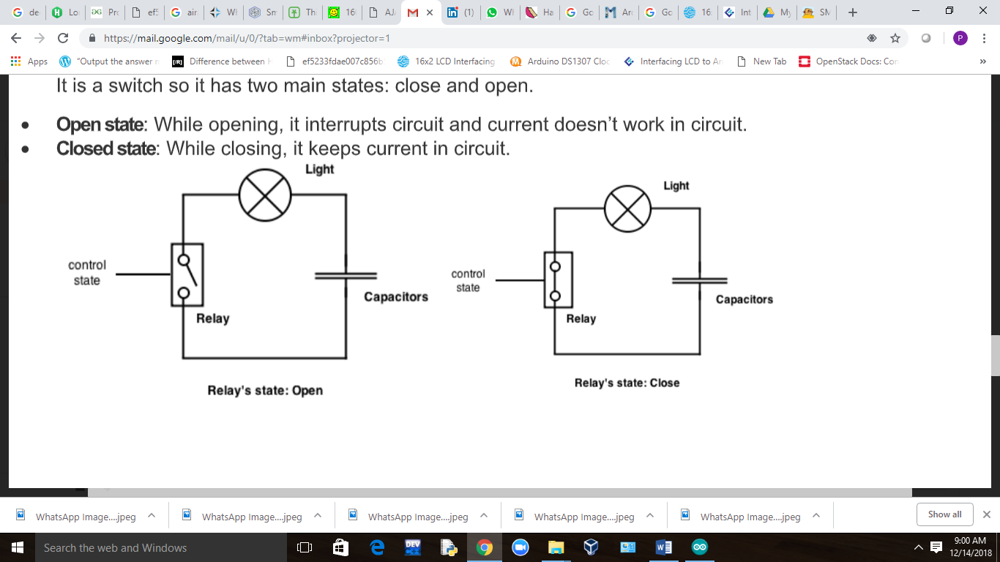 de
Lo
Pr
ef5
air
WI
Sn
Th
16
AJ
(1)
WI
Ha
Gc
Arc
Gc
16
Int
My
SM
https://mail.google.com/mail/u/0/?tab=wm#inbox?projector=1
P
Apps
"Output the answer
Difference between
ef5233fdae007c856b
16x2 LCD Interfacing
Arduino DS1307 Cloc
Interfacing LCD to Ar
New Tab
OpenStack Docs: Con
»
It is a switch so it has two main states: close and open.
• Open state: While opening, it interrupts circuit and current doesn't work in circuit.
• Closed state: While closing, it keeps current in circuit.
Light
control
state
Capacitors
Relay
Relay's state: Open
Light
control
state
Capacitors
Relay
Relay's state: Close
WhatsApp Image....jpeg
WhatsApp Image....jpeg
WhatsApp Image....jpeg
WhatsApp Image....jpeg
WhatsApp Image....jpeg
Show all
Search the web and Windows
DEV
9:00 AM
12/14/2018